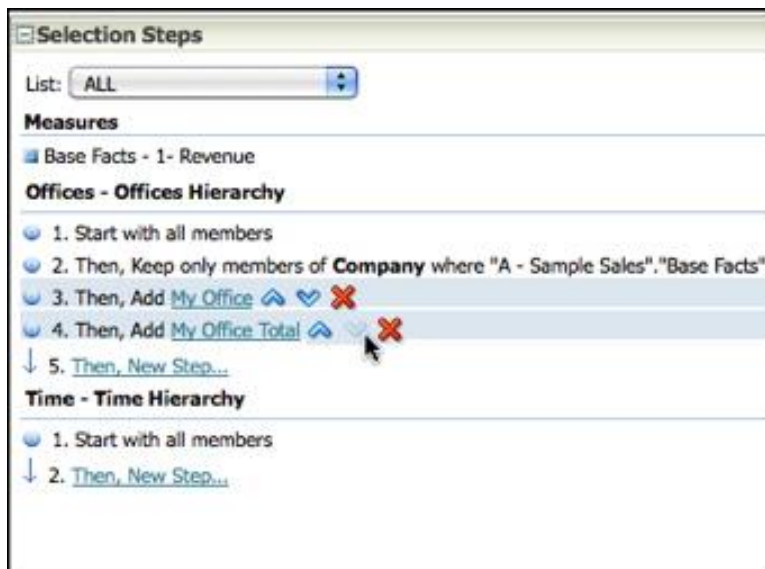 Selection Steps
List: ALL
Measures
Base Facts - 1- Revenue
Offices - Offices Hierarchy
1. Start with all members
2. Then, Keep only members of Company where "A - Sample Sales"."Base Facts"
3. Then, Add My Office
4. Then, Add My Office Total
5. Then, New Step...
Time - Time Hierarchy
1. Start with all members
2. Then, New Step...